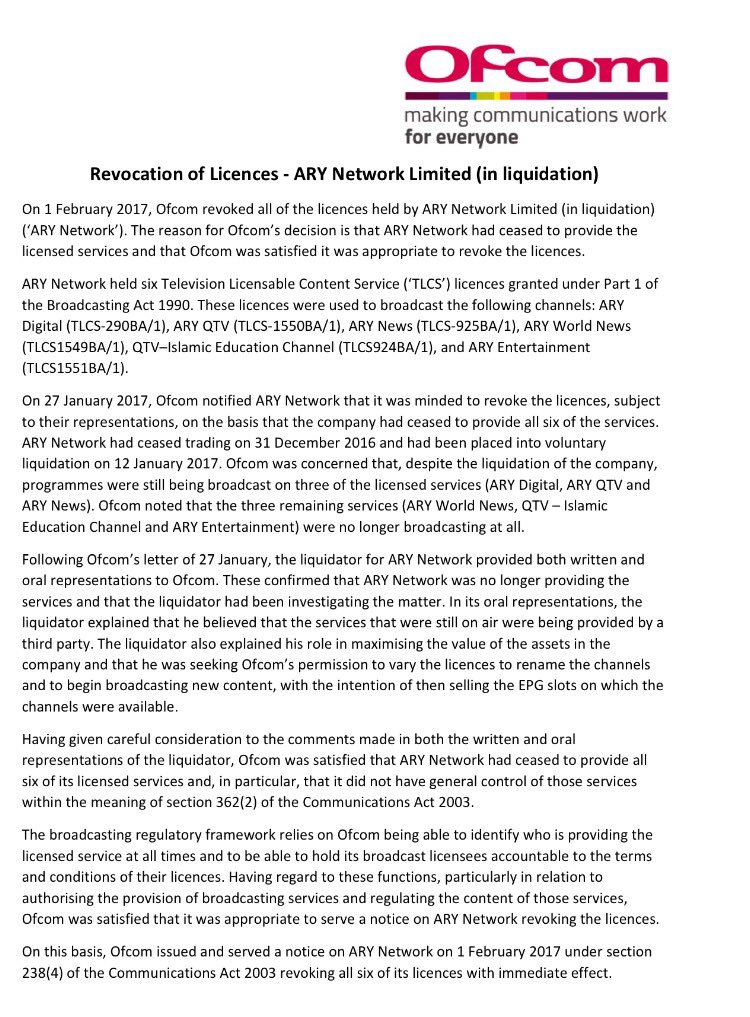 Ofcom
making communications work
for everyone
Revocation of Licences - ARY Network Limited (in liquidation)
On 1 February 2017, Ofcom revoked all of the licences held by ARY Network Limited (in liquidation)
(‘ARY Network’). The reason for Ofcom’s decision is that ARY Network had ceased to provide the
licensed services and that Ofcom was satisfied it was appropriate to revoke the licences.
ARY Network held six Television Licensable Content Service (‘TLCS’) licences granted under Part 1 of
the Broadcasting Act 1990. These licences were used to broadcast the following channels: ARY
Digital (TLCS-290BA/1), ARY QTV (TLCS-1550BA/1), ARY News (TLCS-925BA/1), ARY World News
(TLCS1549BA/1), QTV–Islamic Education Channel (TLCS924BA/1), and ARY Entertainment
(TLCS1551BA/1).
On 27 January 2017, Ofcom notified ARY Network that it was minded to revoke the licences, subject
to their representations, on the basis that the company had ceased to provide all six of the services.
ARY Network had ceased trading on 31 December 2016 and had been placed into voluntary
liquidation on 12 January 2017. Ofcom was concerned that, despite the liquidation of the company,
programmes were still being broadcast on three of the licensed services (ARY Digital, ARY QTV and
ARY News). Ofcom noted that the three remaining services (ARY World News, QTV – Islamic
Education Channel and ARY Entertainment) were no longer broadcasting at all.
Following Ofcom’s letter of 27 January, the liquidator for ARY Network provided both written and
oral representations to Ofcom. These confirmed that ARY Network was no longer providing the
services and that the liquidator had been investigating the matter. In its oral representations, the
liquidator explained that he believed that the services that were still on air were being provided by a
third party. The liquidator also explained his role in maximising the value of the assets in the
company and that he was seeking Ofcom’s permission to vary the licences to rename the channels
and to begin broadcasting new content, with the intention of then selling the EPG slots on which the
channels were available.
Having given careful consideration to the comments made in both the written and oral
representations of the liquidator, Ofcom was satisfied that ARY Network had ceased to provide all
six of its licensed services and, in particular, that it did not have general control of those services
within the meaning of section 362(2) of the Communications Act 2003.
The broadcasting regulatory framework relies on Ofcom being able to identify who is providing the
licensed service at all times and to be able to hold its broadcast licensees accountable to the terms
and conditions of their licences. Having regard to these functions, particularly in relation to
authorising the provision of broadcasting services and regulating the content of those services,
Ofcom was satisfied that it was appropriate to serve a notice on ARY Network revoking the licences.
On this basis, Ofcom issued and served a notice on ARY Network on 1 February 2017 under section
238(4) of the Communications Act 2003 revoking all six of its licences with immediate effect.